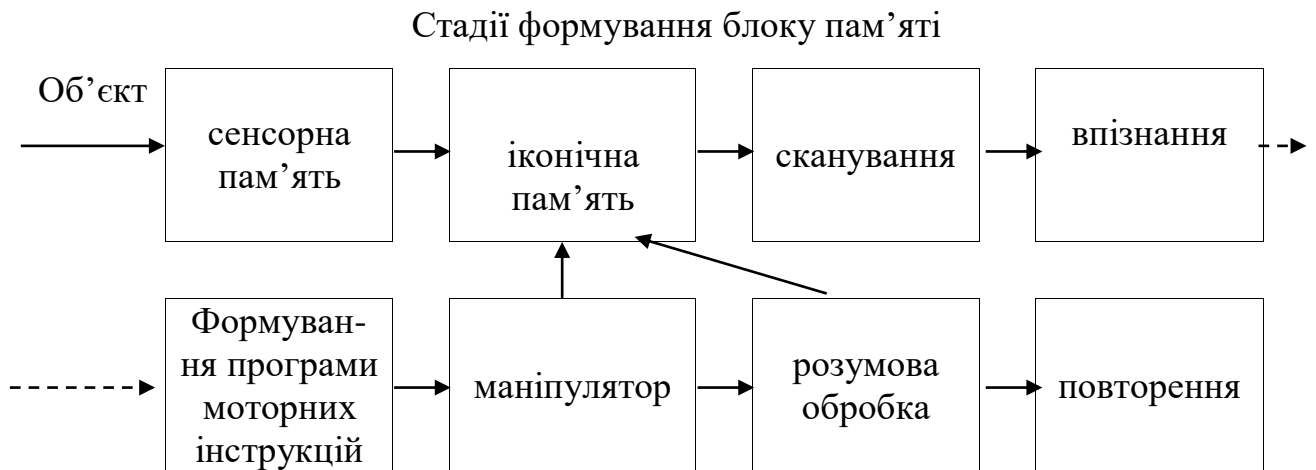 Стадії формування блоку пам’яті
Об’єкт
сенсорна
пам’ять
іконічна
пам’ять
сканування
впізнання
Формуван-
ня програми
моторних
інструкцій
маніпулятор
розумова
обробка
повторення